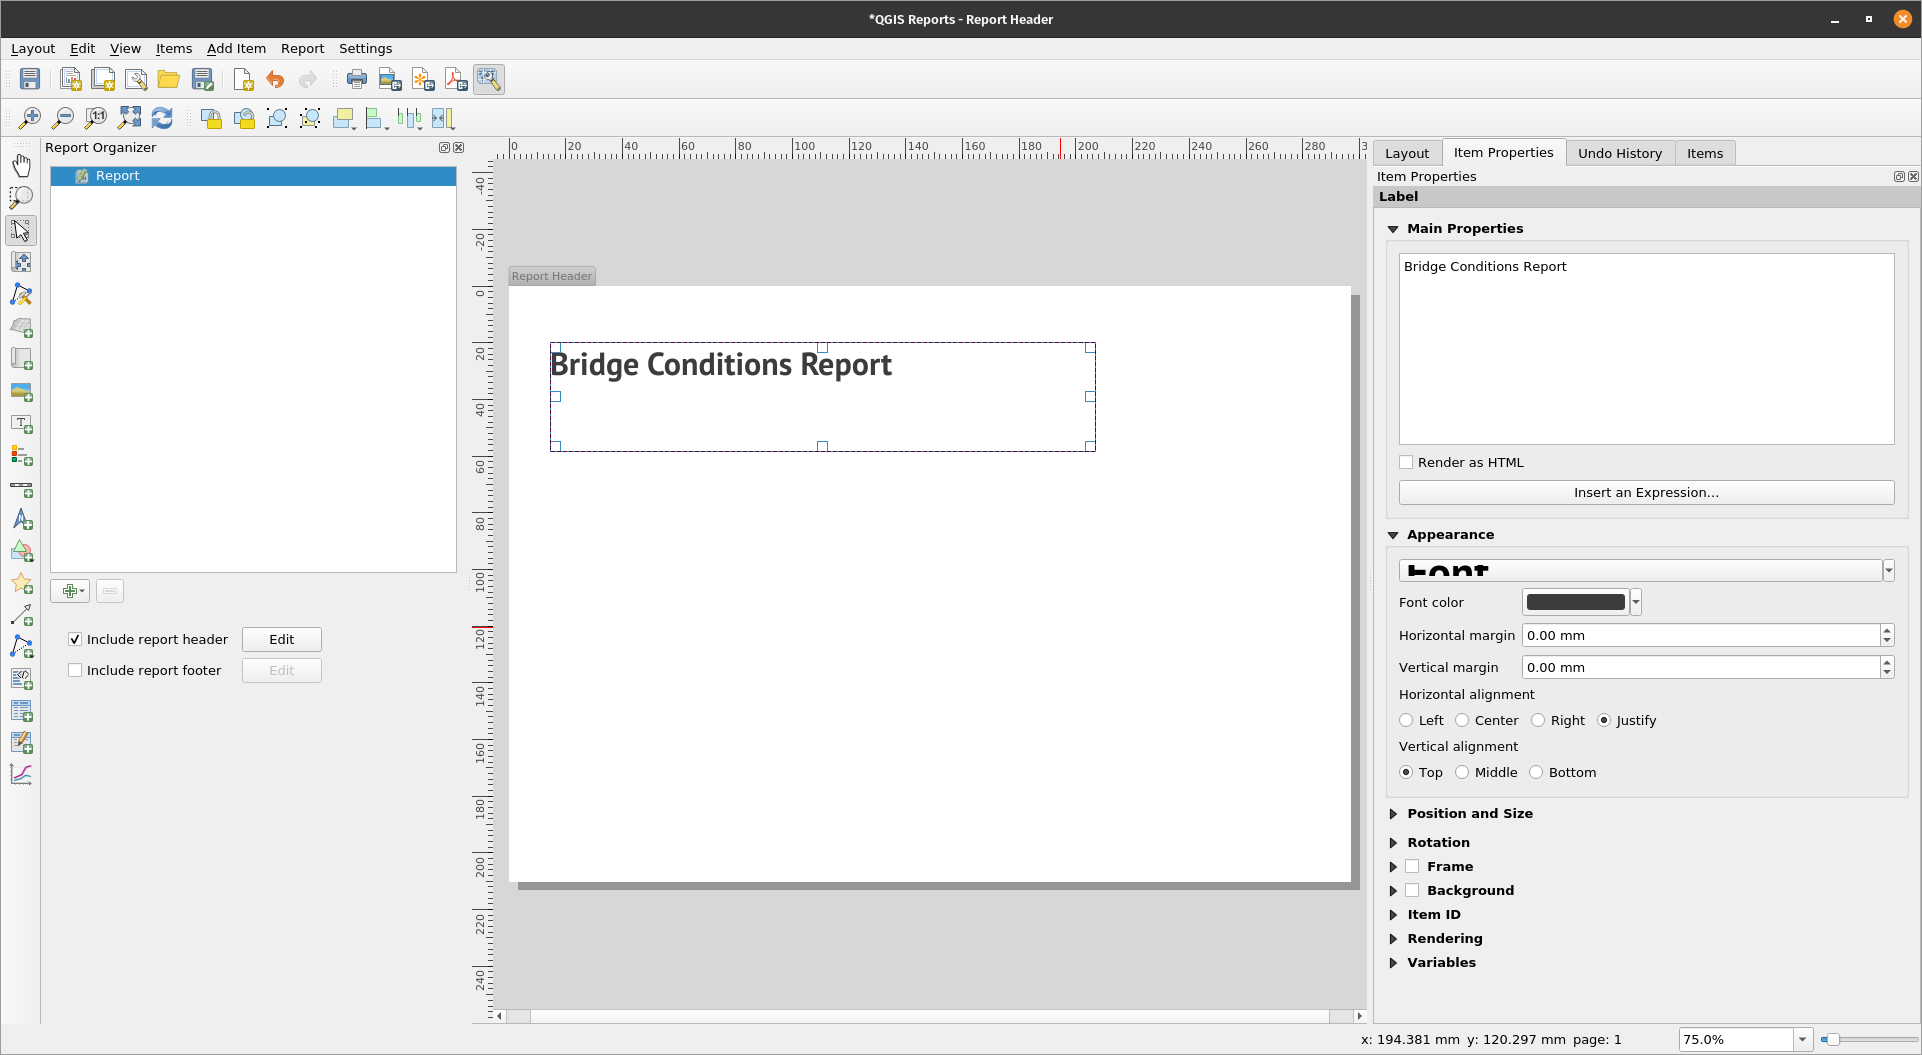 *QGIS Reports - Report Header
Layout Edit View Items Add Item Report Settings
Report Organizer
Report
Include report header Edit
Include report footer Edit
0 20 40 60 80 100 120 140 160 180 200 220 240 260 280 3
-40
-20
0
20
40
60
80
100
120
140
160
180
200
220
240
Report Header
Bridge Conditions Report
Layout Item Properties Undo History Items
Item Properties
Label
Main Properties
Bridge Conditions Report
Render as HTML
Insert an Expression...
Appearance
Font
Font color
Horizontal margin 0.00 mm
Vertical margin 0.00 mm
Horizontal alignment
Left Center Right Justify
Vertical alignment
Top Middle Bottom
Position and Size
Rotation
Frame
Background
Item ID
Rendering
Variables
x: 194.381 mm y: 120.297 mm page: 1 75.0%